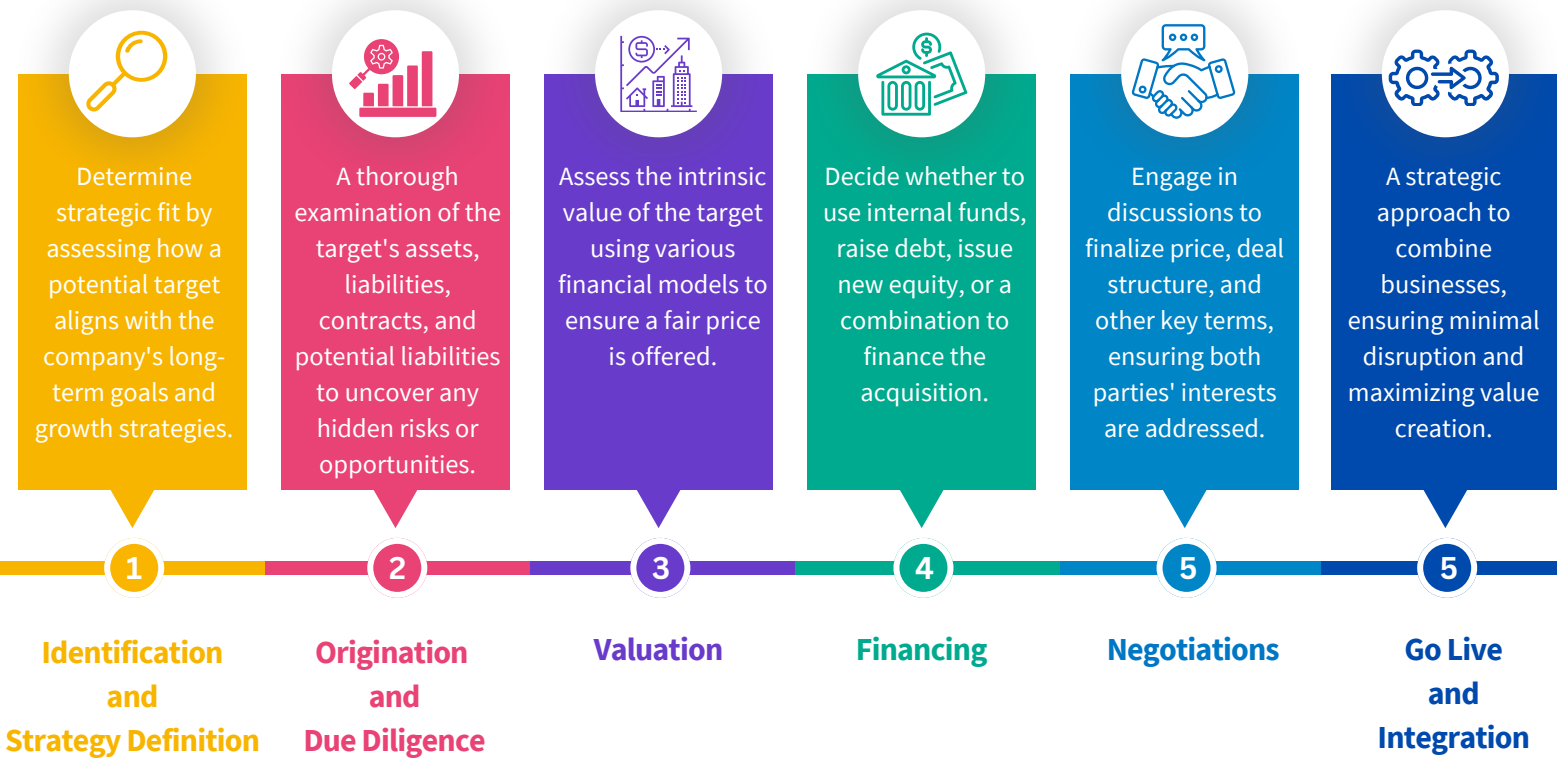 Determine
strategic fit by
assessing how a
potential target
aligns with the
company's long-
term goals and
growth strategies.
1
Identification
and
Strategy Definition
A thorough
examination of the
target's assets,
liabilities,
contracts, and
potential liabilities
to uncover any
hidden risks or
opportunities.
2
Origination
and
Due Diligence
$
Assess the intrinsic
value of the target
using various
financial models to
ensure a fair price
is offered.
3
Valuation
$
Decide whether to
use internal funds,
raise debt, issue
new equity, or a
combination to
finance the
acquisition.
4
Financing
Engage in
discussions to
finalize price, deal
structure, and
other key terms,
ensuring both
parties' interests
are addressed.
5
Negotiations
A strategic
approach to
combine
businesses,
ensuring minimal
disruption and
maximizing value
creation.
5
Go Live
and
Integration